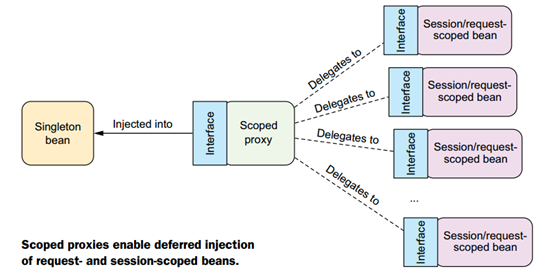 Interface
Session/request-
scoped bean
Delegates to
Interface
Session/request-
scoped bean
Delegates to
Singleton
bean
Injected into
Interface
Scoped
proxy
Delegates to
Interface
Session/request-
scoped bean
Delegates to
...
Interface
Session/request-
scoped bean
Scoped proxies enable deferred injection
of request- and session-scoped beans.